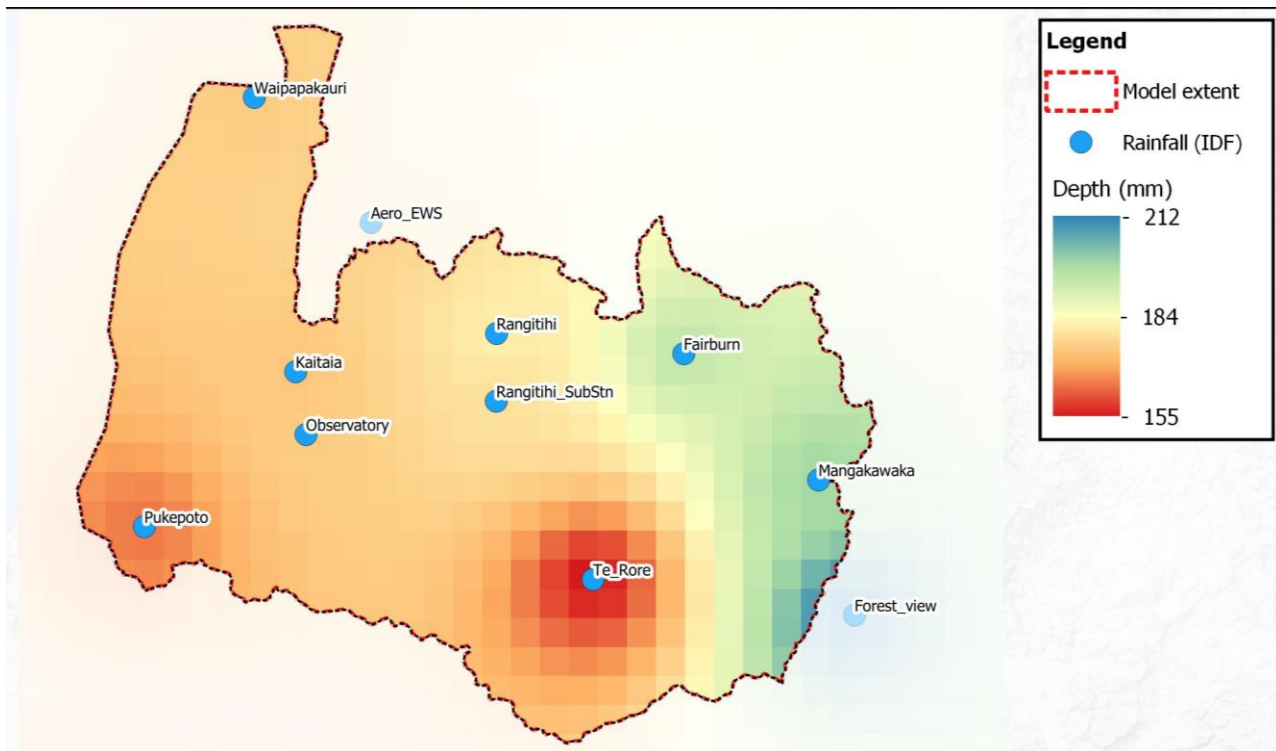 Waipapakauri
Aero_EWS
Rangitihi
Fairburn
Kaitaia
Rangitihi_SubStn
Observatory
Mangakawaka
Pukepoto
Te_Rore
Forest_view
Legend
Model extent
Rainfall (IDF)
Depth (mm)
212
184
155